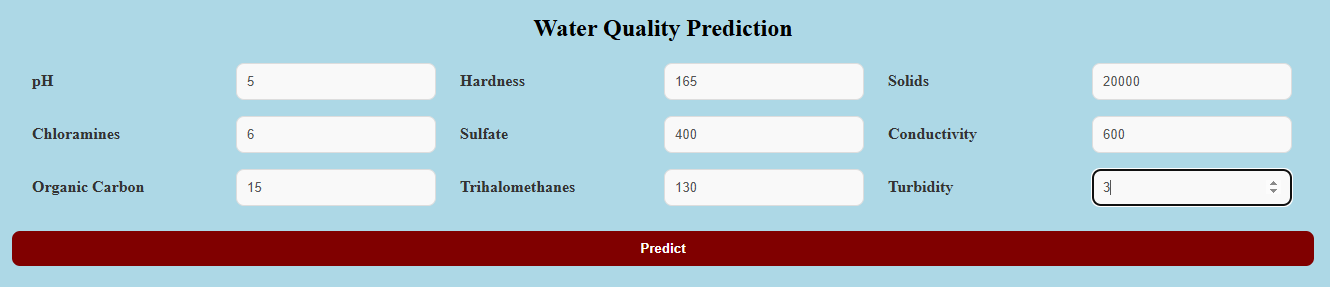 Water Quality Prediction
pH 5 Hardness 165 Solids 20000
Chloramines 6 Sulfate 400 Conductivity 600
Organic Carbon 15 Trihalomethanes 130 Turbidity 3
Predict